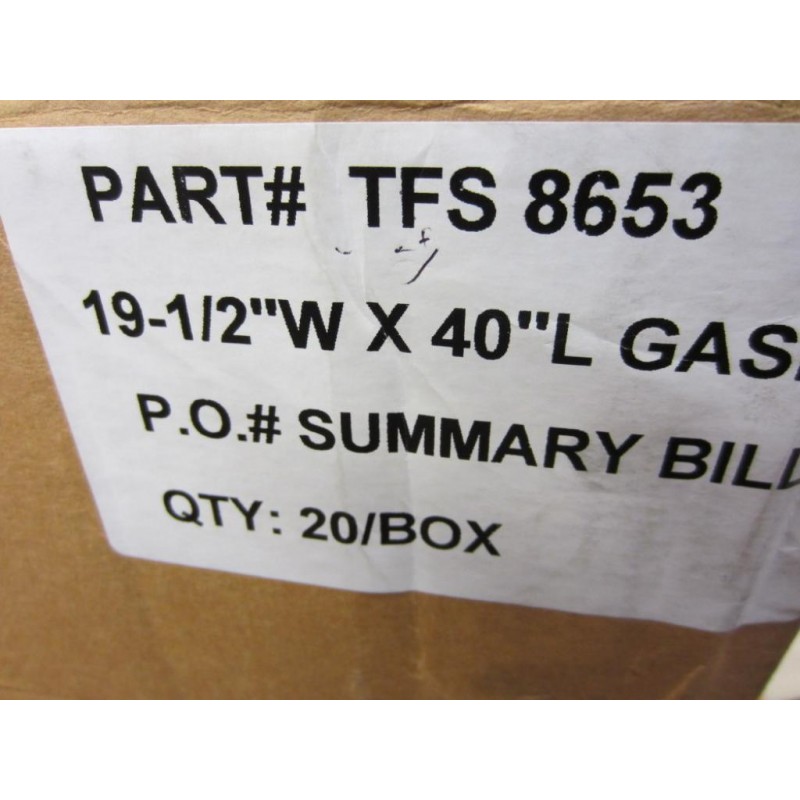 PART# TFS 8653
19-1/2"W X 40"L
P.O.# SUMMARY
QTY: 20/BOX